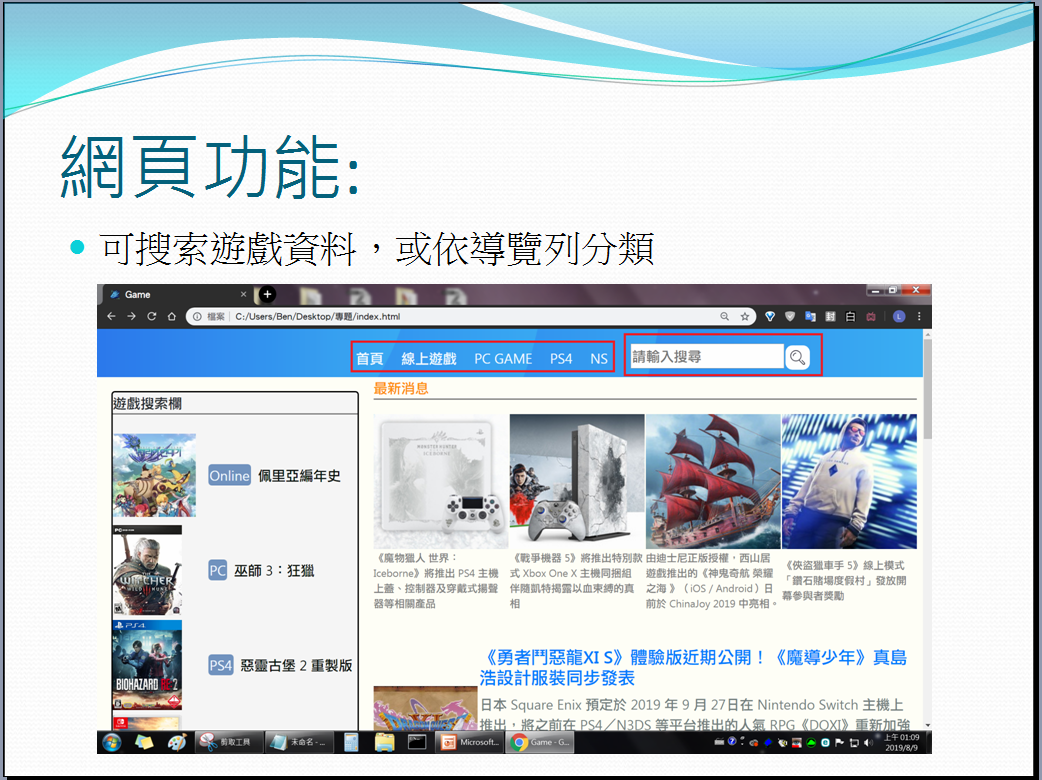 網頁功能:
可搜索遊戲資料，或依導覽列分類
Game
檔案 C:/Users/Ben/Desktop/專題/index.html
首頁 線上遊戲 PC GAME PS4 NS
請輸入搜尋
遊戲搜索欄
Online 佩里亞編年史
PC 巫師 3：狂獵
WITCHER
PS4
BIOHAZARD RE:2
PS4 惡靈古堡 2 重製版
最新消息
MONSTER HUNTER
ICEBORNE
《魔物獵人 世界：
Iceborne》將推出 PS4 主機
上蓋、控制器及穿戴式揚聲
器等相關產品
《戰爭機器 5》將推出特別款
式 Xbox One X 主機同捆組
伴隨凱特揭露以血束縛的真
相
由迪士尼正版授權，西山居
遊戲推出的《神鬼奇航 榮耀
之海 》（iOS / Android）日
前於 ChinaJoy 2019 中亮相。
《俠盜獵車手 5》線上模式
「鑽石賭場度假村」發放開
幕參與者獎勵
《勇者鬥惡龍XI S》體驗版近期公開！《魔導少年》真島
浩設計服裝同步發表
日本 Square Enix 預定於 2019 年 9 月 27日在 Nintendo Switch 主機上
推出，將之前在 PS4／N3DS 等平台推出的人氣 RPG《DQXI》重新加強
剪取工具
未命名 - ...
Microsoft...
Game - G...
上午 01:09
2019/8/9